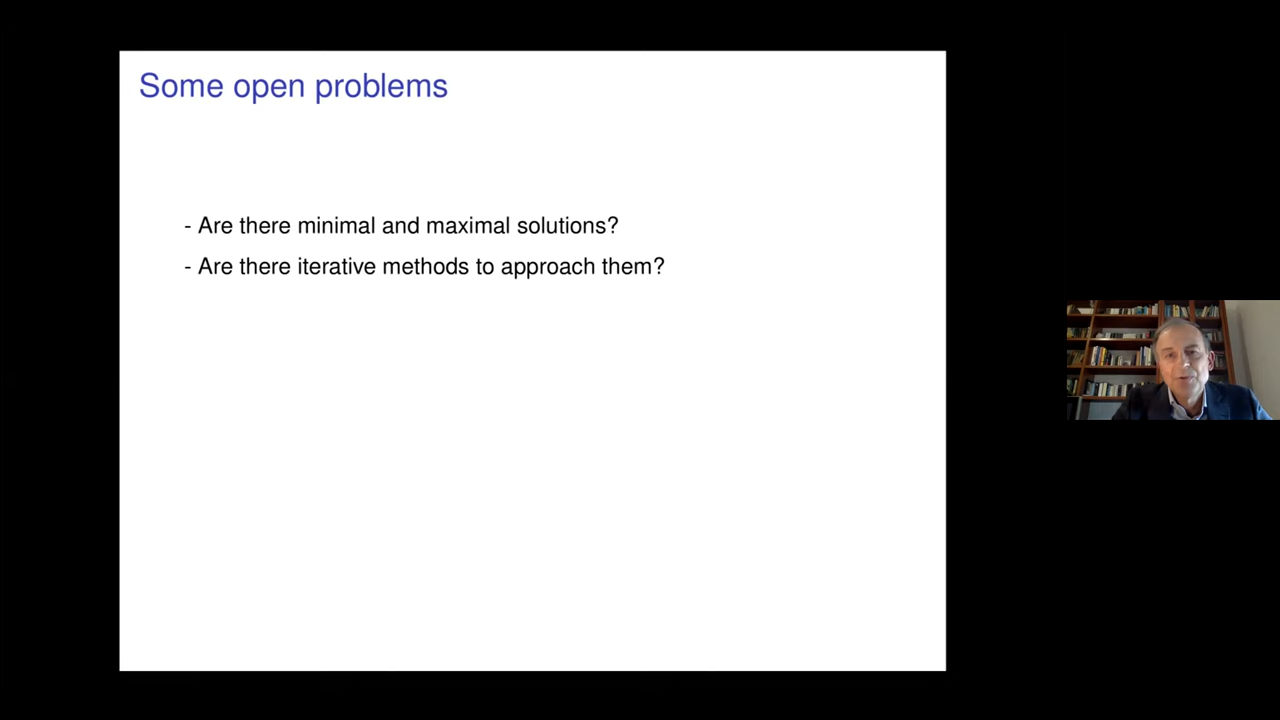 Some open problems
- Are there minimal and maximal solutions?
- Are there iterative methods to approach them?